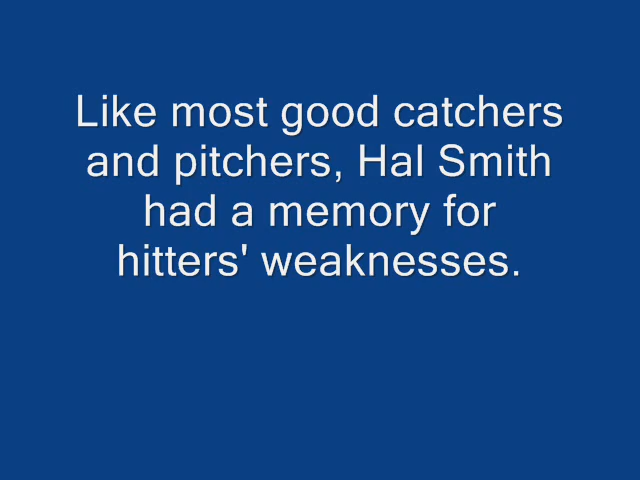 Like most good catchers
and pitchers, Hal Smith
had a memory for
hitters' weaknesses.